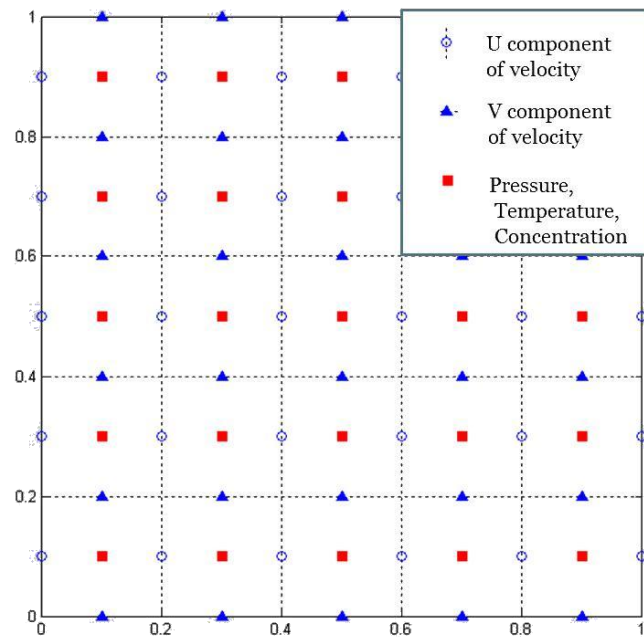 1
U component
of velocity
V component
of velocity
0.8
Pressure,
Temperature,
Concentration
0.6
0.4
0.2
0
0 0.2 0.4 0.6 0.8 1